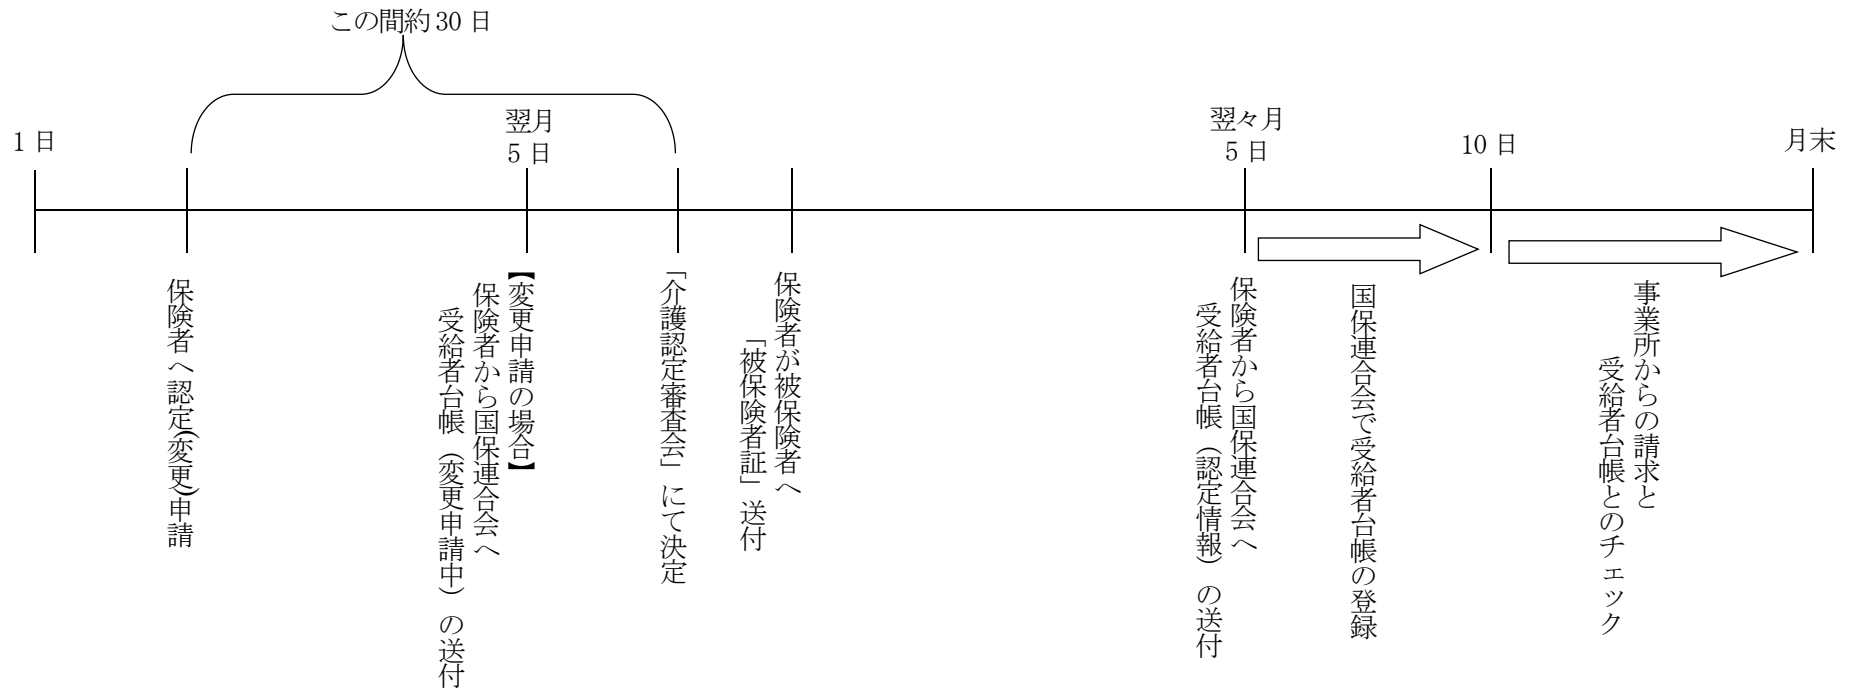 この間約30日
1日
翌月
5日
翌々月
5日
10日
月末
保険者へ認定(変更)申請
【変更申請の場合】
保険者から国保連合会へ
受給者台帳（変更申請中）の送付
「介護認定審査会」にて決定
保険者が被保険者へ
「被保険者証」送付
保険者から国保連合会へ
受給者台帳（認定情報）の送付
国保連合会で受給者台帳の登録
事業所からの請求と
受給者台帳とのチェック